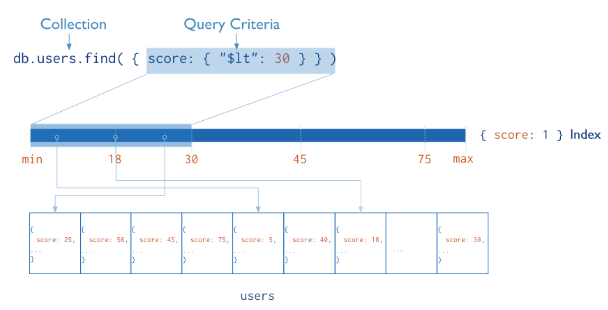 Collection Query Criteria
db.users.find( { score: { "$lt": 30 } } )
{ score: 1 } Index
min 18 30 45 75 max
{ { { { { { { {
score: 25, score: 56, score: 45, score: 75, score: 5, score: 40, score: 18, score: 30,
... ... ... ... ... ... ... ... ...
} } } } } } } }
users